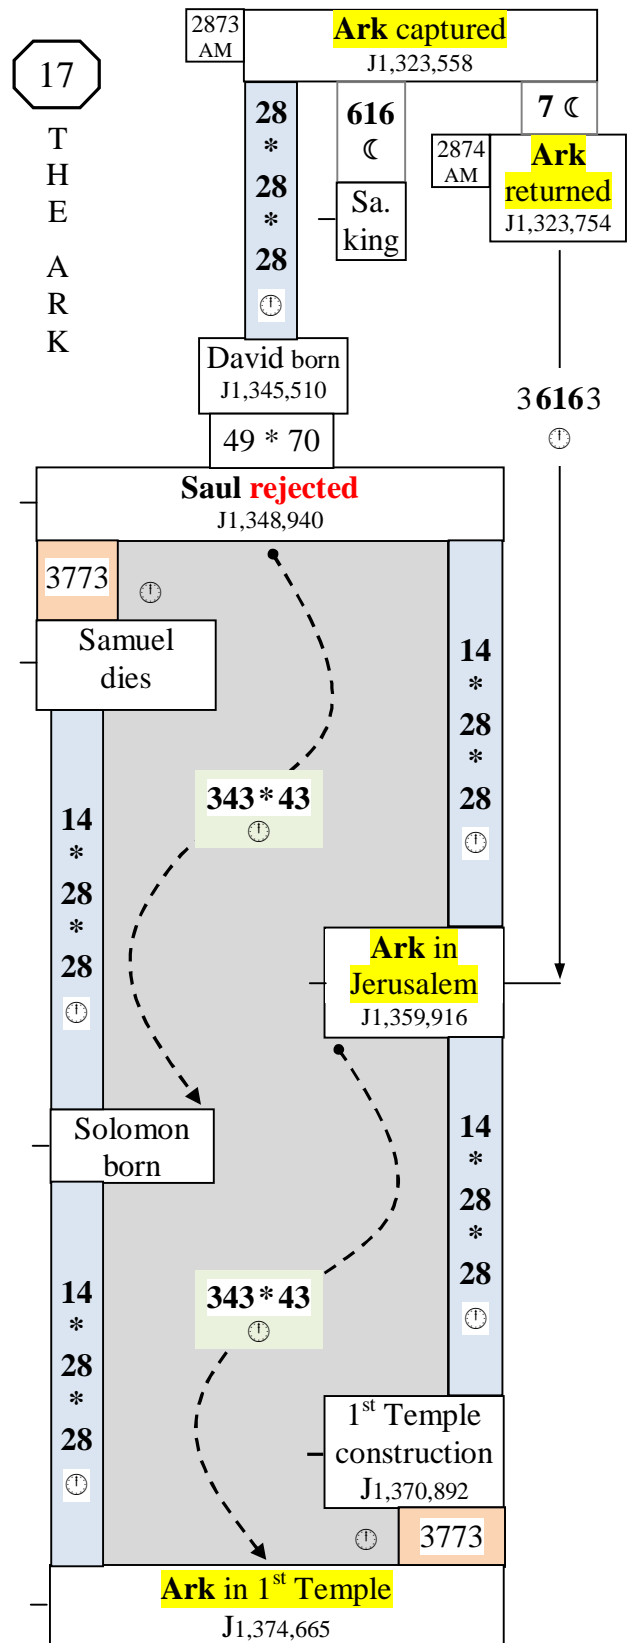 17
THE ARK
2873
AM
Ark captured
J1,323,558
28
*
28
*
28
616
☾
7 ☾
Sa.
king
2874
AM
Ark
returned
J1,323,754
David born
J1,345,510
49 * 70
36163
Saul rejected
J1,348,940
3773
Samuel
dies
14
*
28
*
28
343*43
14
*
28
*
28
Ark in
Jerusalem
J1,359,916
Solomon
born
14
*
28
*
28
343*43
14
*
28
*
28
1st Temple
construction
J1,370,892
3773
Ark in 1st Temple
J1,374,665